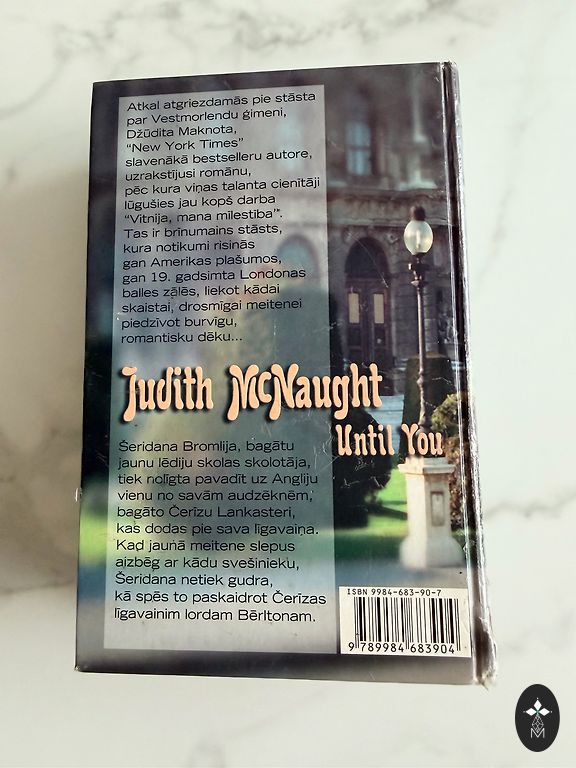 Atkal atgriezdamās pie stāsta
par Vestmorlendu ģimeni,
Džūdita Maknota,
“New York Times”
slavenākā bestselleru autore,
uzrakstījusi romānu,
pēc kura viņas talanta cienītāji
lūgušies jau kopš darba
“Vitnija, mana mīlestība”.
Tas ir brīnumains stāsts,
kura notikumi risinās
gan Amerikas plašumos,
gan 19. gadsimta Londonas
balles zālēs, liekot kādai
skaistai, drosmīgai meitenei
piedzīvot burvīgu,
romantisku dēku...
Judith McNaught
Until You
Šeridana Bromlija, bagātu
jaunu lēdiju skolas skolotāja,
tiek nolīgta pavadīt uz Angliju
vienu no savām audzēknēm,
bagāto Čerīzu Lankasteri,
kas dodas pie sava līgavaiņa.
Kad jaunā meitene slepus
aizbēg ar kādu svešinieku,
Šeridana netiek gudra,
kā spēs to paskaidrot Čerīzas
līgavainim lordam Bērltonam.
ISBN 9984-683-90-7
9 789984 683904
M